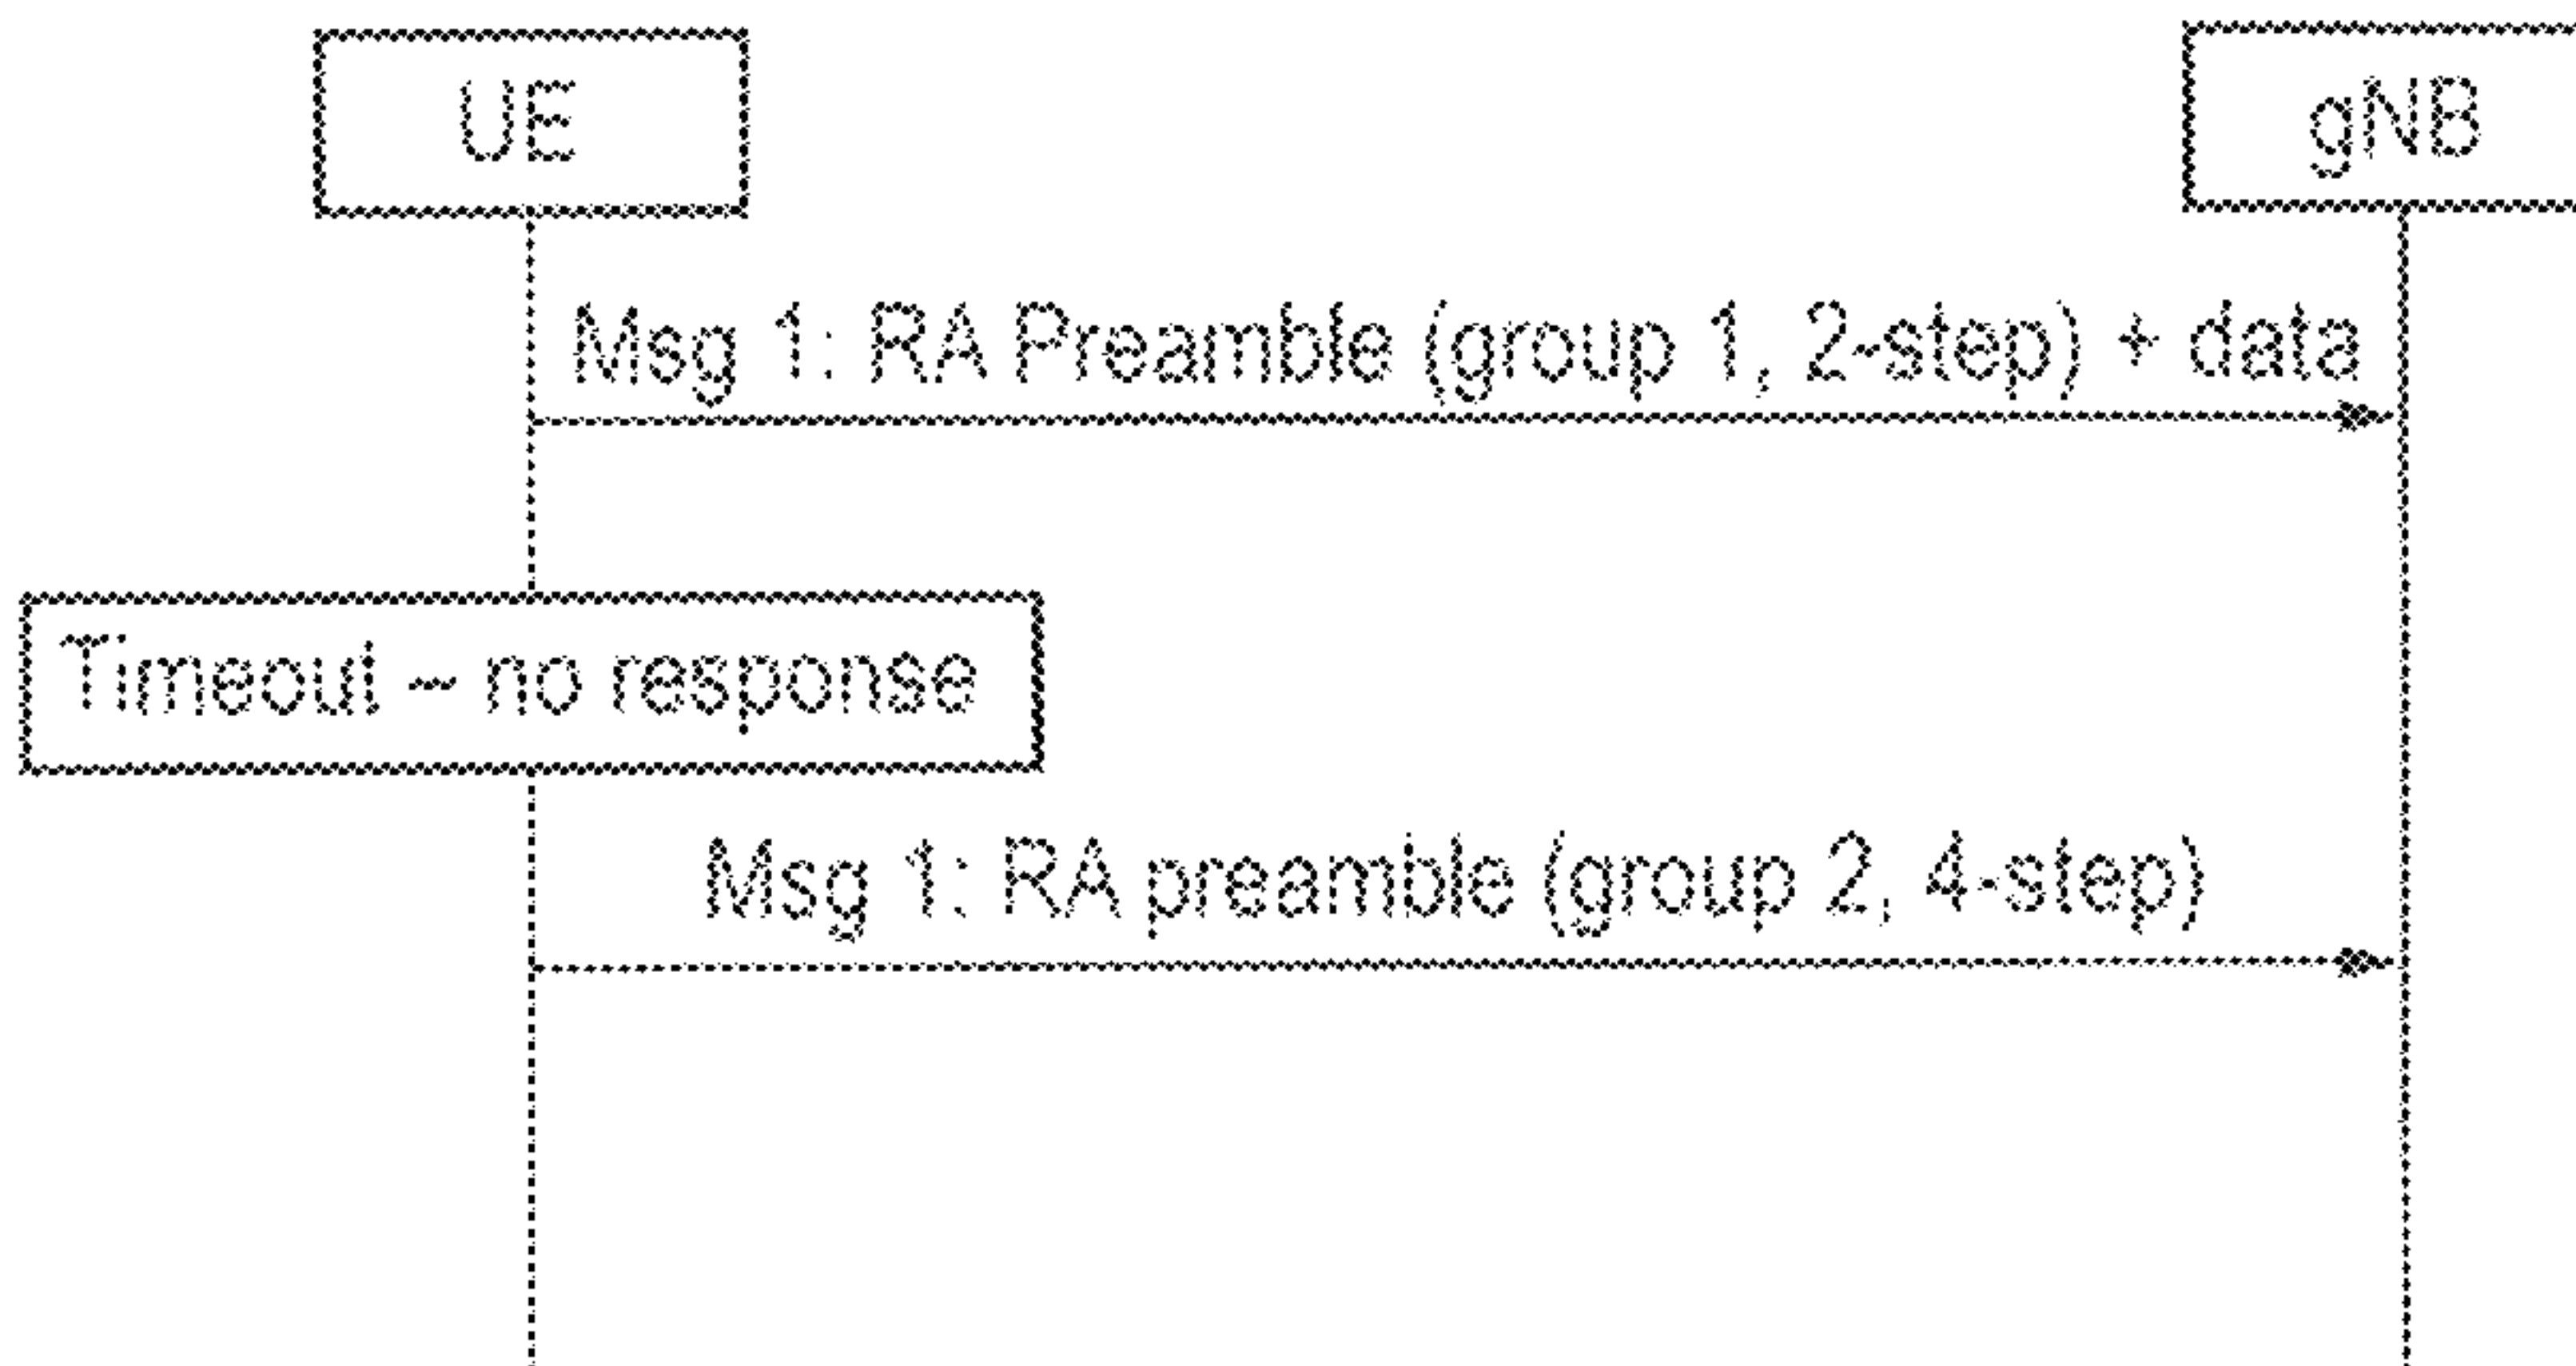 UE
gNB
Msg 1: RA Preamble (group 1, 2-step) + data
Timeout – no response
Msg 1: RA preamble (group 2, 4-step)